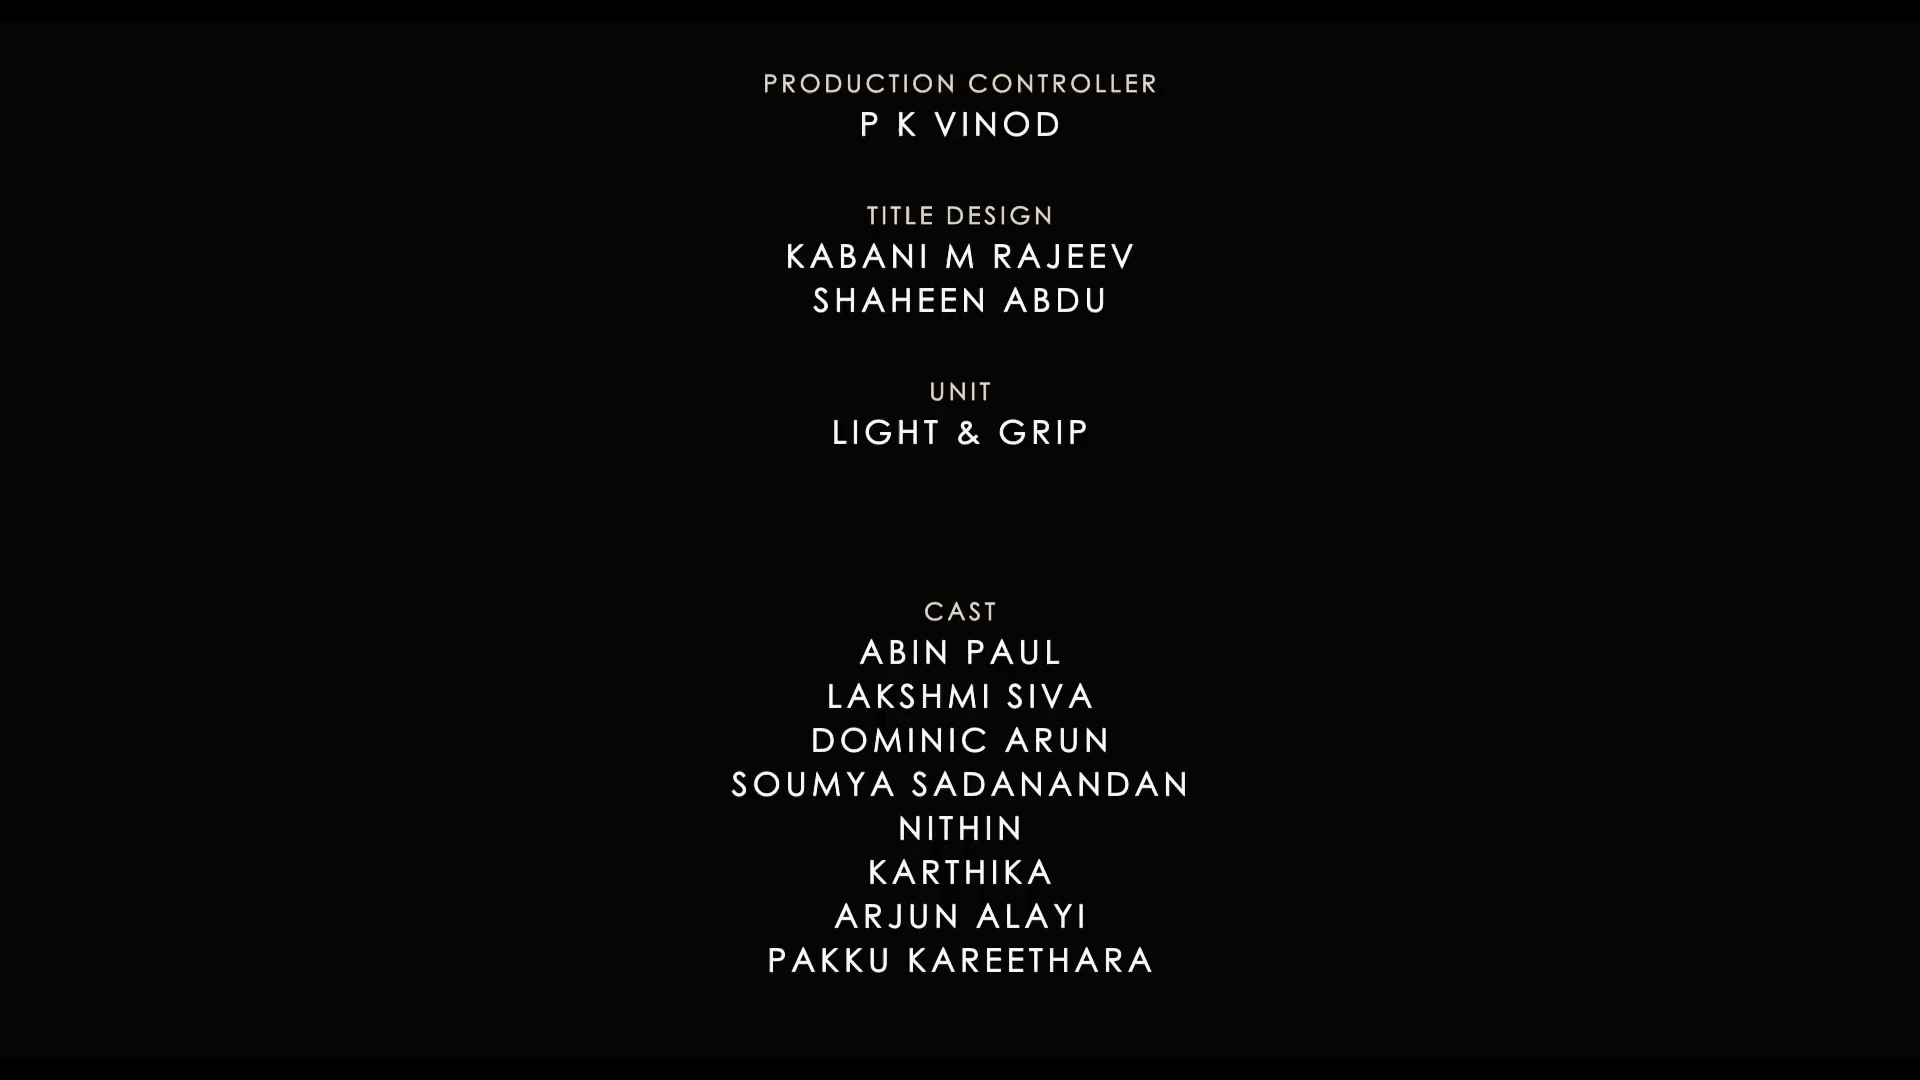 PRODUCTION CONTROLLER
P K VINOD
TITLE DESIGN
KABANI M RAJEEV
SHAHEEN ABDU
UNIT
LIGHT & GRIP
CAST
ABIN PAUL
LAKSHMI SIVA
DOMINIC ARUN
SOUMYA SADANANDAN
NITHIN
KARTHIKA
ARJUN ALAYI
PAKKU KAREETHARA